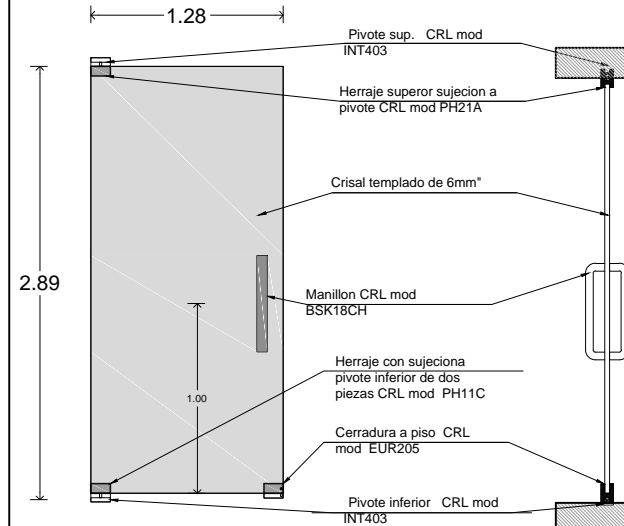 1.28
Pivote sup. CRL mod
INT403
Herraje superor sujecion a
pivote CRL mod PH21A
Crisal templado de 6mm"
2.89
Manillon CRL mod
BSK18CH
Herraje con sujeciona
pivote inferior de dos
piezas CRL mod PH11C
1.00
Cerradura a piso CRL
mod EUR205
Pivote inferior CRL mod
INT403